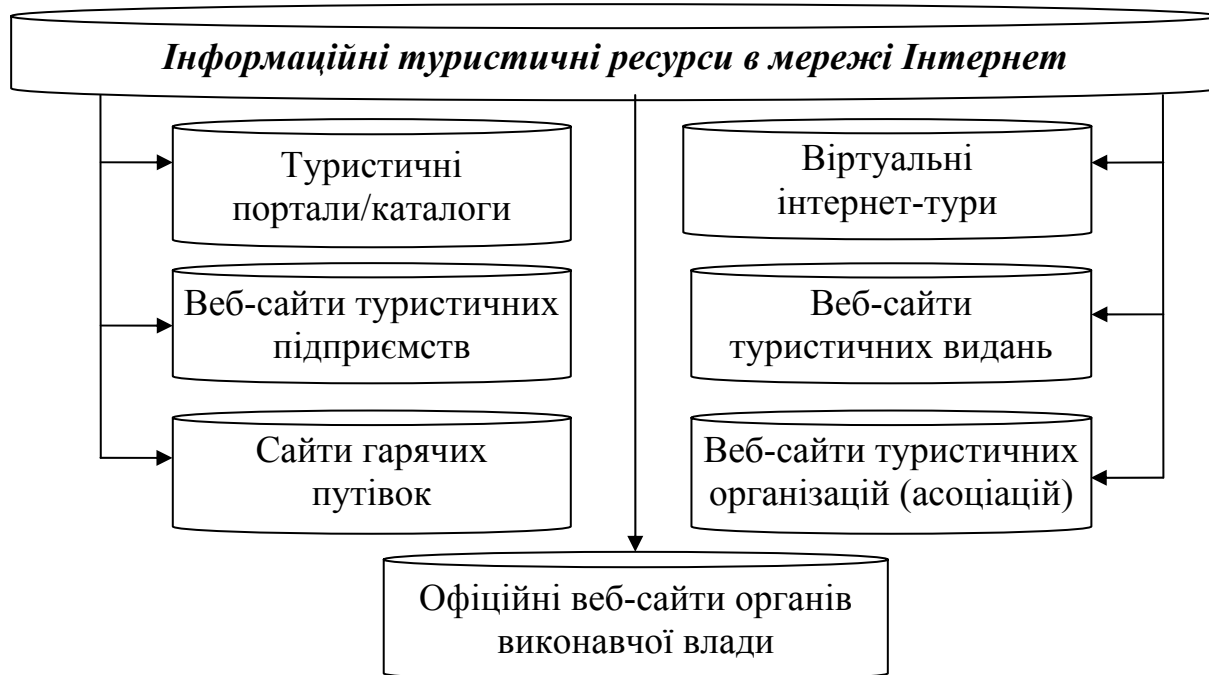 Інформаційні туристичні ресурси в мережі Інтернет
Туристичні
портали/каталоги
Веб-сайти туристичних
підприємств
Сайти гарячих
путівок
Віртуальні
інтернет-тури
Веб-сайти
туристичних видань
Веб-сайти туристичних
організацій (асоціацій)
Офіційні веб-сайти органів
виконавчої влади